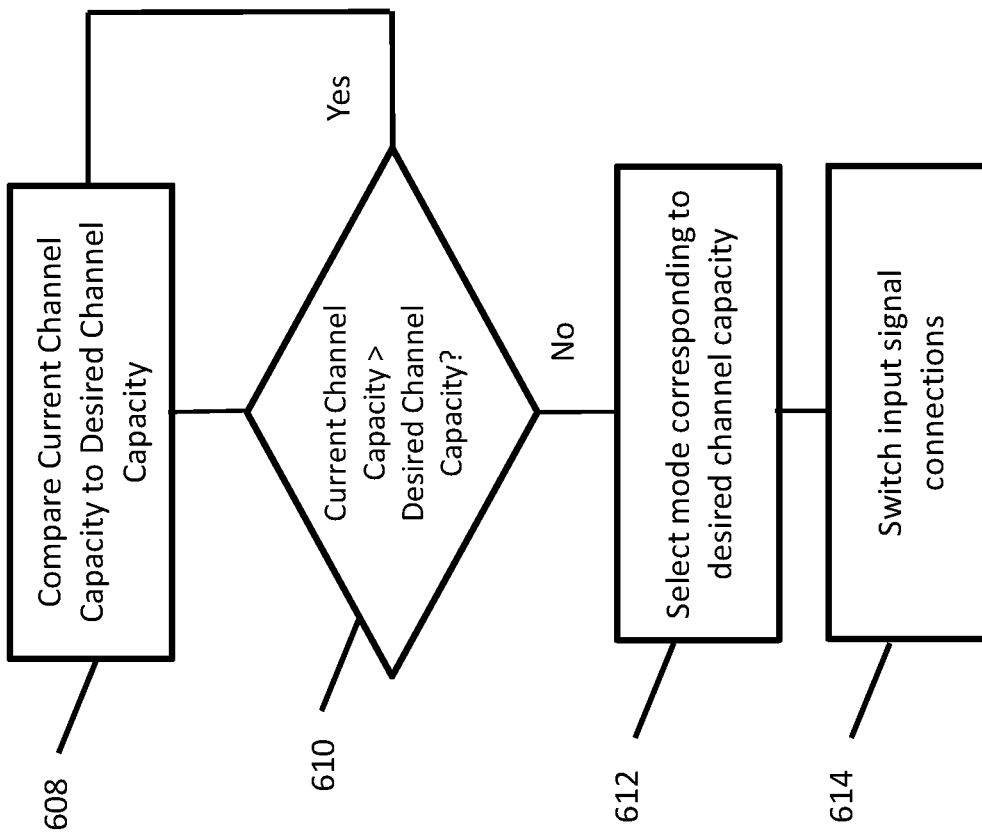 608
Compare Current Channel
Capacity to Desired Channel
Capacity
610
Current Channel
Capacity >
Desired Channel
Capacity?
Yes
No
612
Select mode corresponding to
desired channel capacity
614
Switch input signal
connections